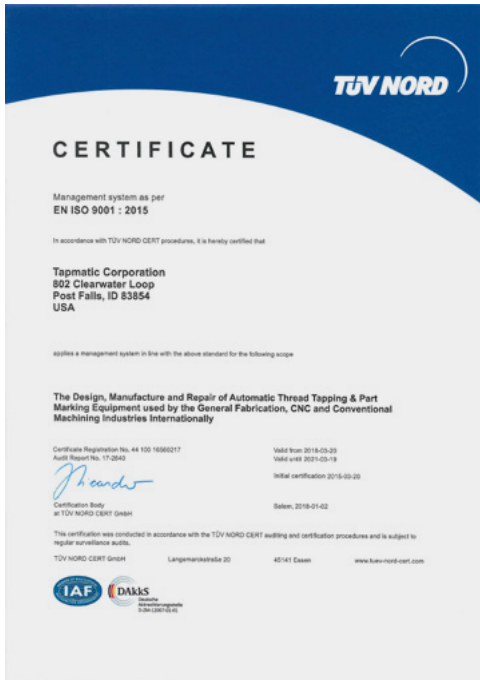 TÜV NORD
CERTIFICATE
Management system as per
EN ISO 9001 : 2015
In accordance with TÜV NORD CERT procedures, it is hereby certified that
Tapmatic Corporation
802 Clearwater Loop
Post Falls, ID 83854
USA
applies a management system in line with the above standard for the following scope
The Design, Manufacture and Repair of Automatic Thread Tapping & Part
Marking Equipment used by the General Fabrication, CNC and Conventional
Machining Industries Internationally
Certificate Registration No. 44 100 16560217
Audit Report No. 17-2643
Valid from 2018-03-20
Valid until 2021-03-19
Initial certification 2015-03-20
Certification Body
at TÜV NORD CERT GmbH
Salem, 2018-01-02
This certification was conducted in accordance with the TÜV NORD CERT auditing and certification procedures and is subject to
regular surveillance audits.
TÜV NORD CERT GmbH Langemarckstraße 20 45141 Essen www.tuev-nord-cert.com
IAF
DAkkS
Deutsche
Akkreditierungsstelle